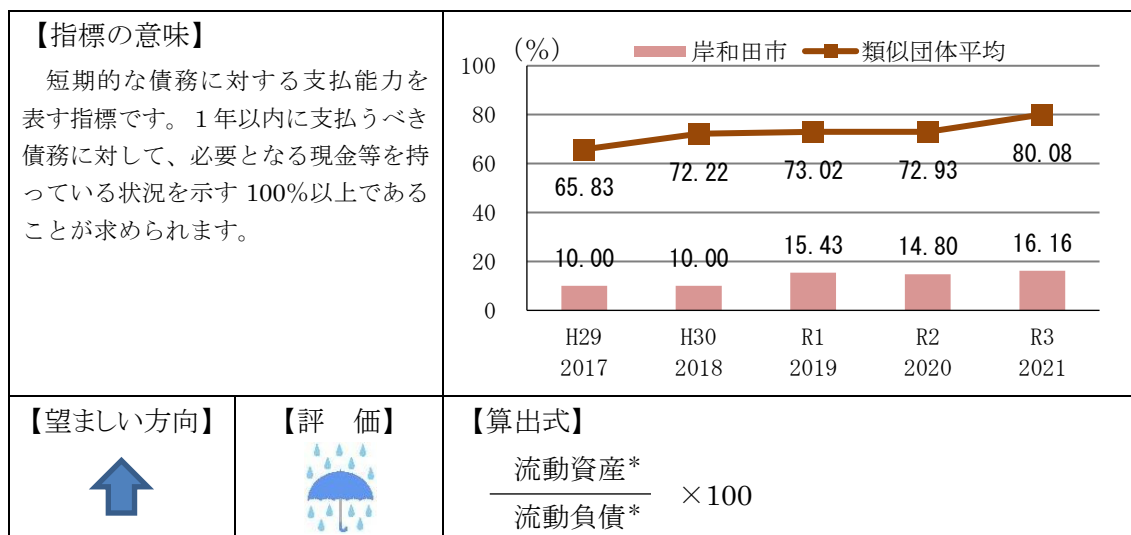 【指標の意味】
短期的な債務に対する支払能力を
表す指標です。1年以内に支払うべき
債務に対して、必要となる現金等を持
っている状況を示す 100％以上である
ことが求められます。
(%)
岸和田市 類似団体平均
100
80
60
40
20
0
65.83 72.22 73.02 72.93 80.08
10.00 10.00 15.43 14.80 16.16
H29 H30 R1 R2 R3
2017 2018 2019 2020 2021
【望ましい方向】
【評　価】
【算出式】
流動資産*
流動負債*
×100